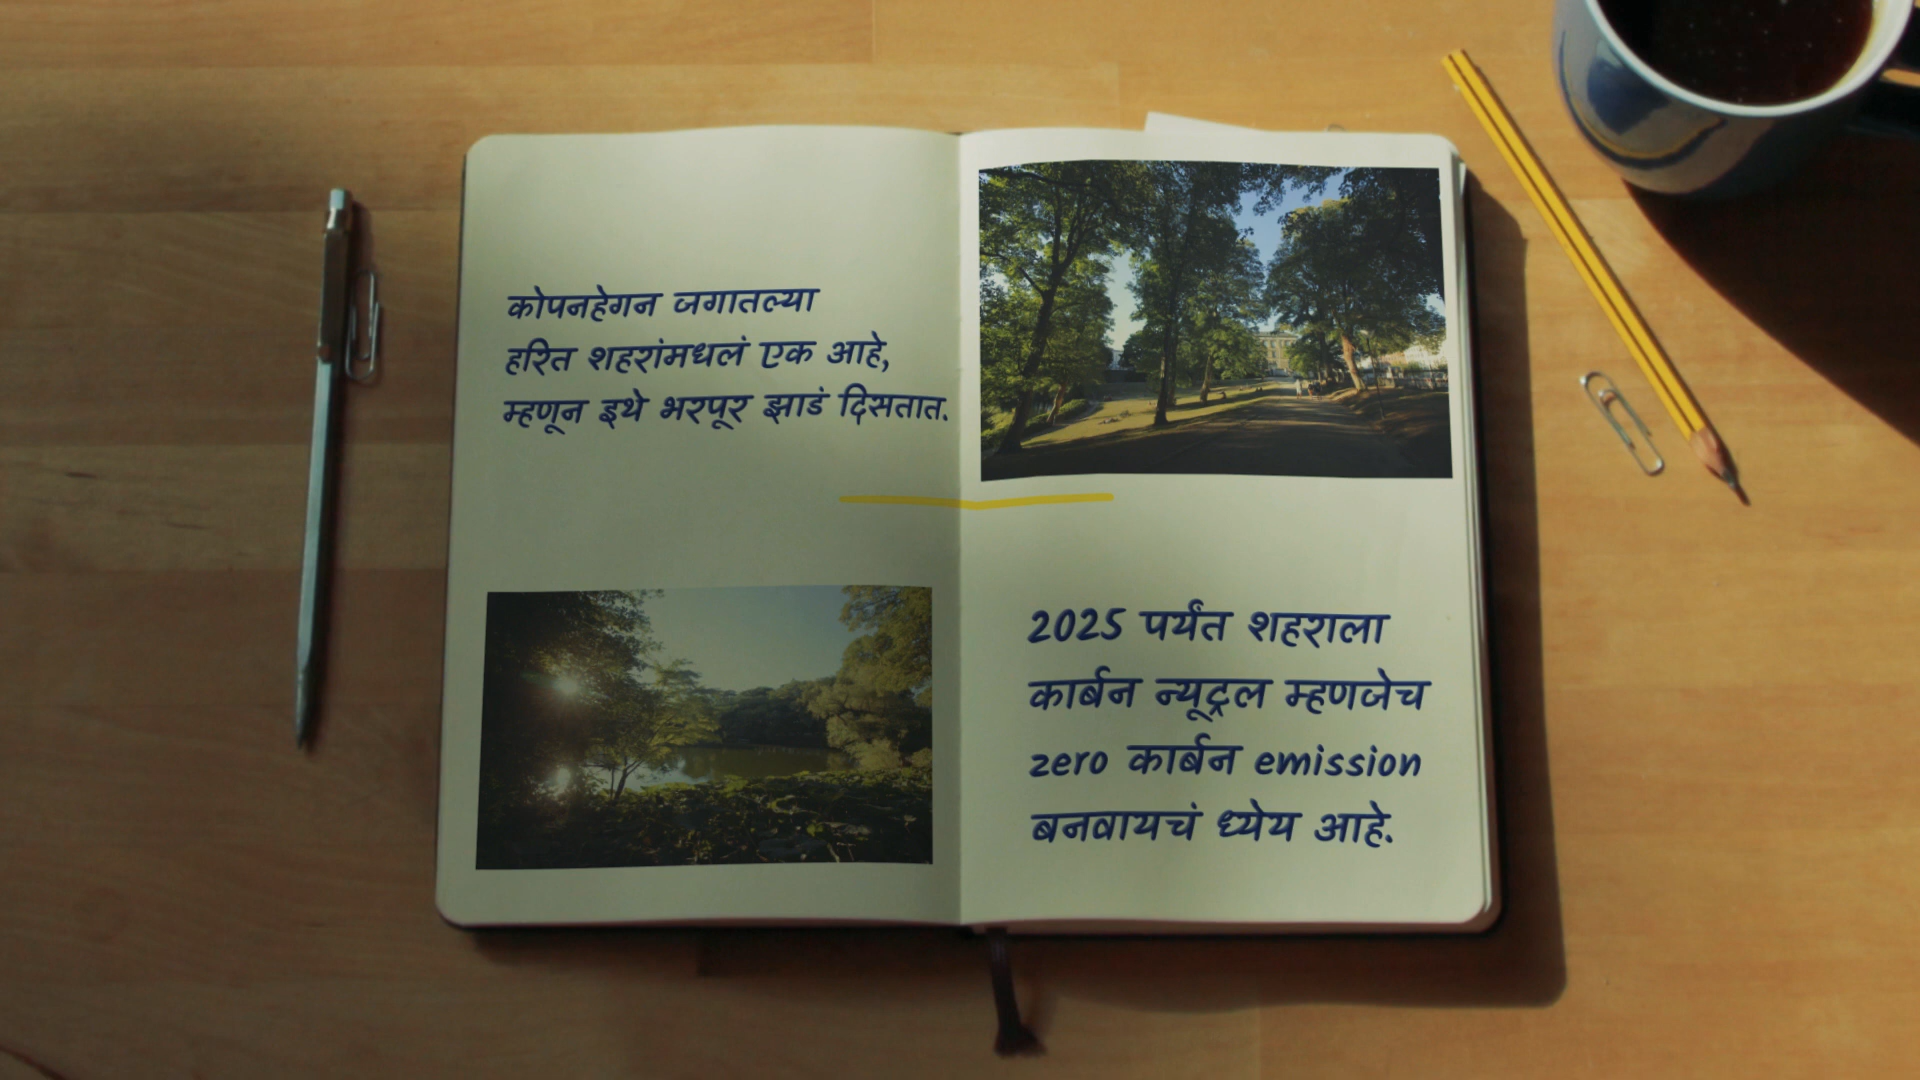 कोपनहेगन जगातल्या
हरित शहरांमधलं एक आहे,
म्हणून इथे भरपूर झाडं दिसतात.
2025 पर्यंत शहराला
कार्बन न्यूट्रल म्हणजेच
zero कार्बन emission
बनवायचं ध्येय आहे.